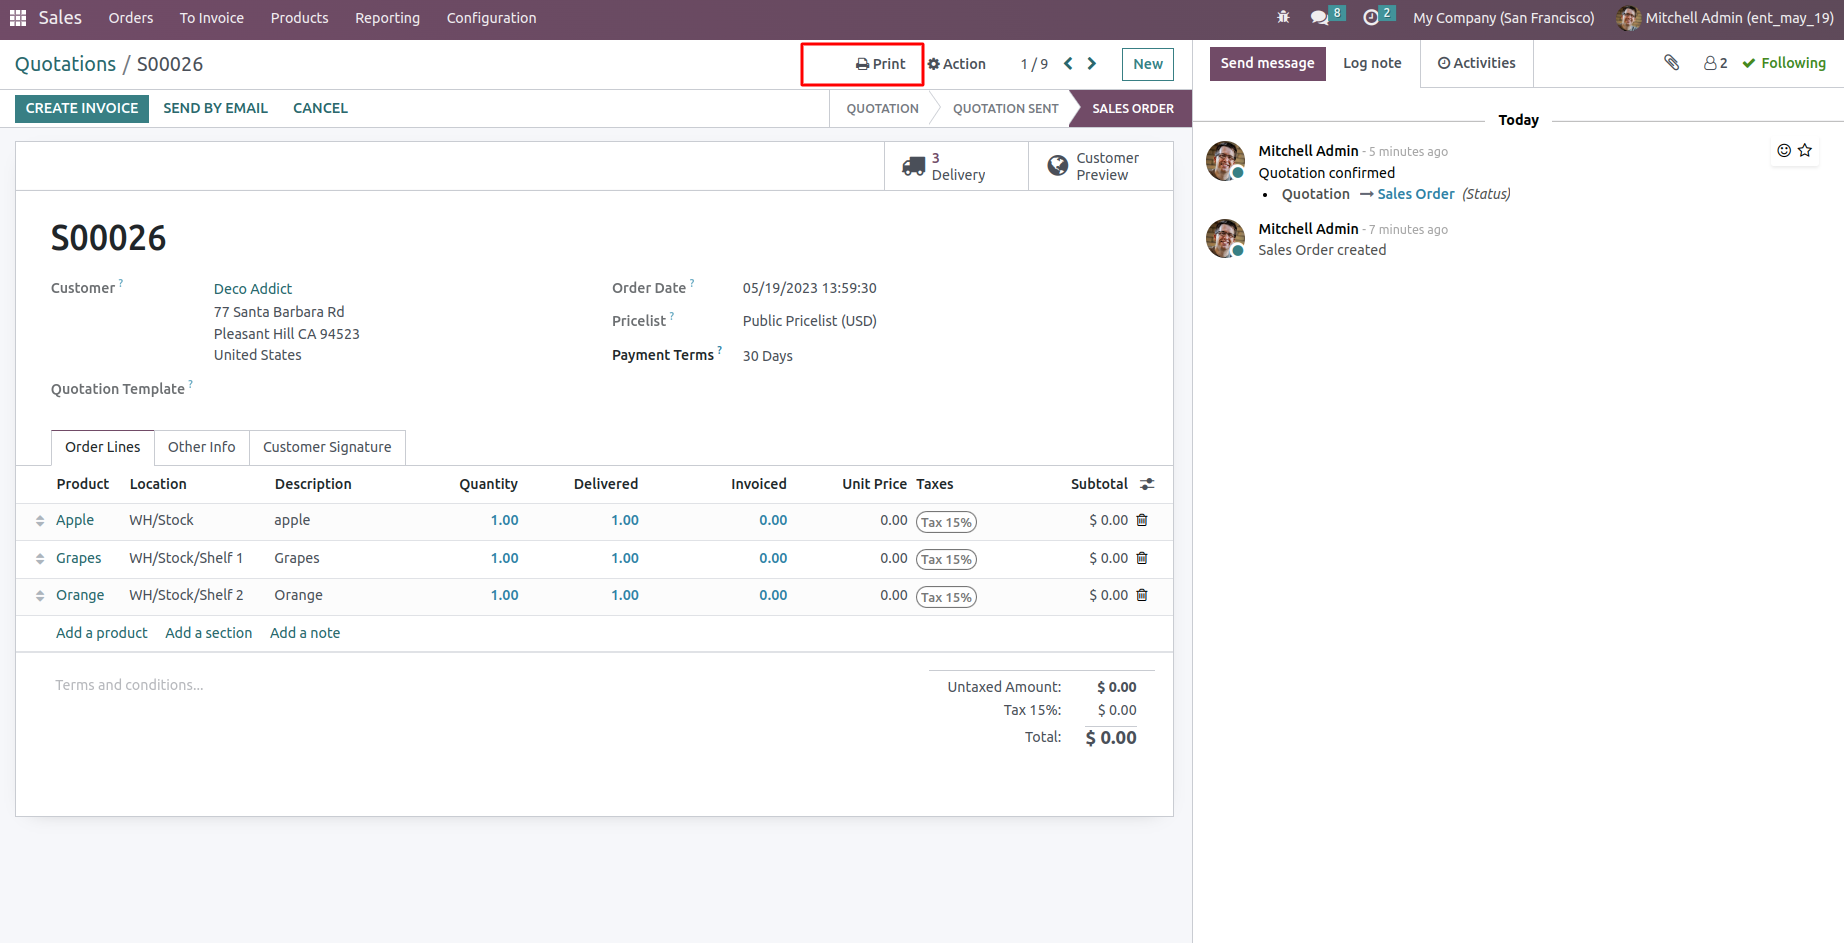 Sales Orders To Invoice Products Reporting Configuration 8 2 My Company (San Francisco) Mitchell Admin (ent_may_19)
Quotations / S00026 Print Action 1 / 9 New
CREATE INVOICE SEND BY EMAIL CANCEL QUOTATION QUOTATION SENT SALES ORDER
3 Delivery
Customer Preview
S00026
Customer ? Deco Addict
77 Santa Barbara Rd
Pleasant Hill CA 94523
United States
Quotation Template ?
Order Date ? 05/19/2023 13:59:30
Pricelist ? Public Pricelist (USD)
Payment Terms ? 30 Days
Order Lines Other Info Customer Signature
Product Location Description Quantity Delivered Invoiced Unit Price Taxes Subtotal
Apple WH/Stock apple 1.00 1.00 0.00 0.00 Tax 15% $ 0.00
Grapes WH/Stock/Shelf 1 Grapes 1.00 1.00 0.00 0.00 Tax 15% $ 0.00
Orange WH/Stock/Shelf 2 Orange 1.00 1.00 0.00 0.00 Tax 15% $ 0.00
Add a product Add a section Add a note
Terms and conditions...
Untaxed Amount: $ 0.00
Tax 15%: $ 0.00
Total: $ 0.00
Send message Log note Activities 2 Following
Today
Mitchell Admin - 5 minutes ago
Quotation confirmed
• Quotation → Sales Order (Status)
Mitchell Admin - 7 minutes ago
Sales Order created